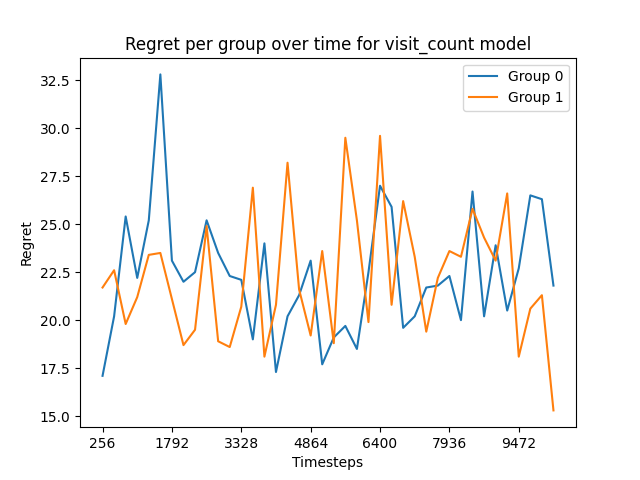 Regret per group over time for visit_count model
Group 0
Group 1
32.5
30.0
27.5
25.0
22.5
20.0
17.5
15.0
Regret
256 1792 3328 4864 6400 7936 9472
Timesteps